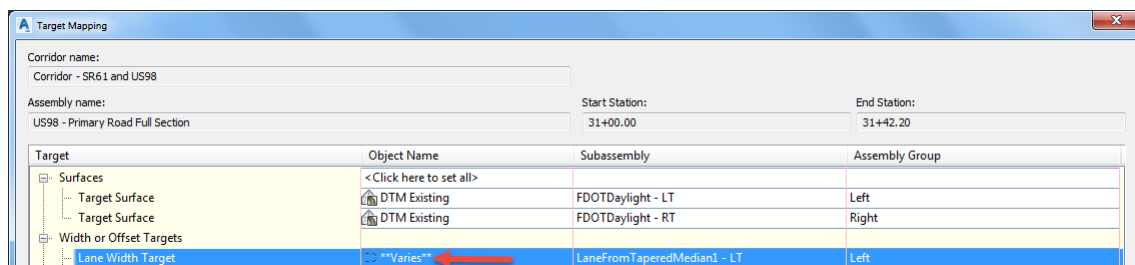 Target Mapping
Corridor name:
Corridor - SR61 and US98
Assembly name: Start Station: End Station:
US98 - Primary Road Full Section 31+00.00 31+42.20
Target Object Name Subassembly Assembly Group
Surfaces <Click here to set all>
Target Surface DTM Existing FDOTDaylight - LT Left
Target Surface DTM Existing FDOTDaylight - RT Right
Width or Offset Targets
Lane Width Target **Varies** LaneFromTaperedMedian1 - LT Left